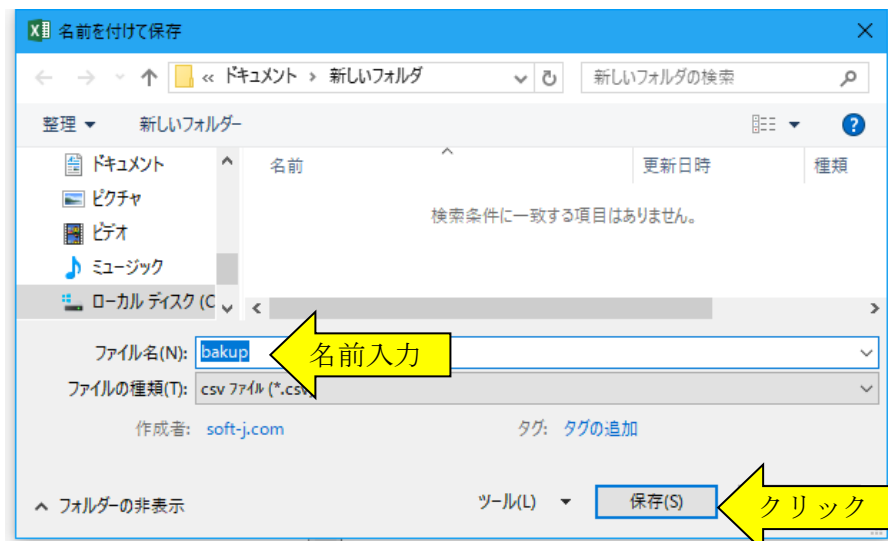 名前を付けて保存
« ドキュメント › 新しいフォルダ 新しいフォルダの検索
整理 新しいフォルダー
ドキュメント 名前 更新日時 種類
ピクチャ
検索条件に一致する項目はありません。
ビデオ
ミュージック
ローカル ディスク (C
ファイル名(N): bakup 名前入力
ファイルの種類(T): csv ファイル (*.csv
作成者: soft-j.com タグ: タグの追加
フォルダーの非表示 ツール(L) 保存(S) クリック